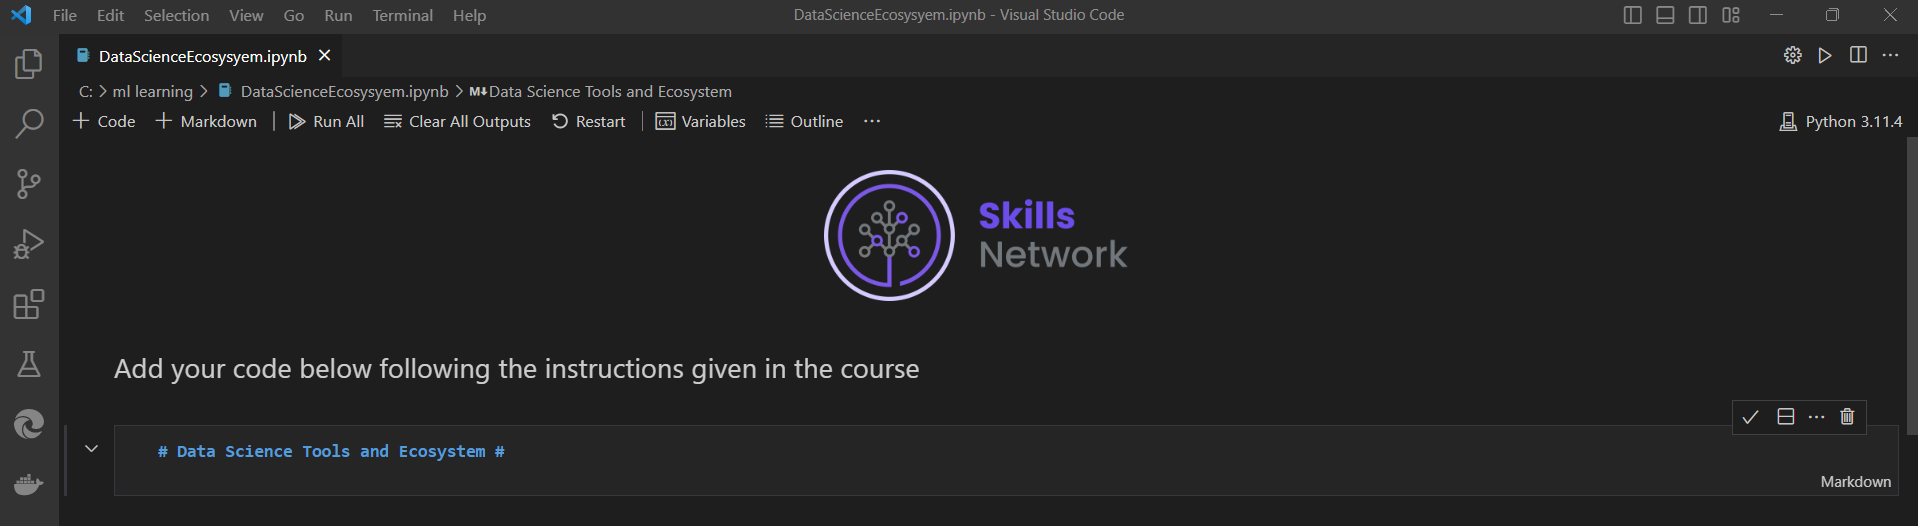 File Edit Selection View Go Run Terminal Help
DataScienceEcosysyem.ipynb - Visual Studio Code
DataScienceEcosysyem.ipynb
C: > ml learning > DataScienceEcosysyem.ipynb > M↓Data Science Tools and Ecosystem
+ Code + Markdown | Run All Clear All Outputs Restart | Variables Outline ···
Python 3.11.4
Skills
Network
Add your code below following the instructions given in the course
# Data Science Tools and Ecosystem #
Markdown